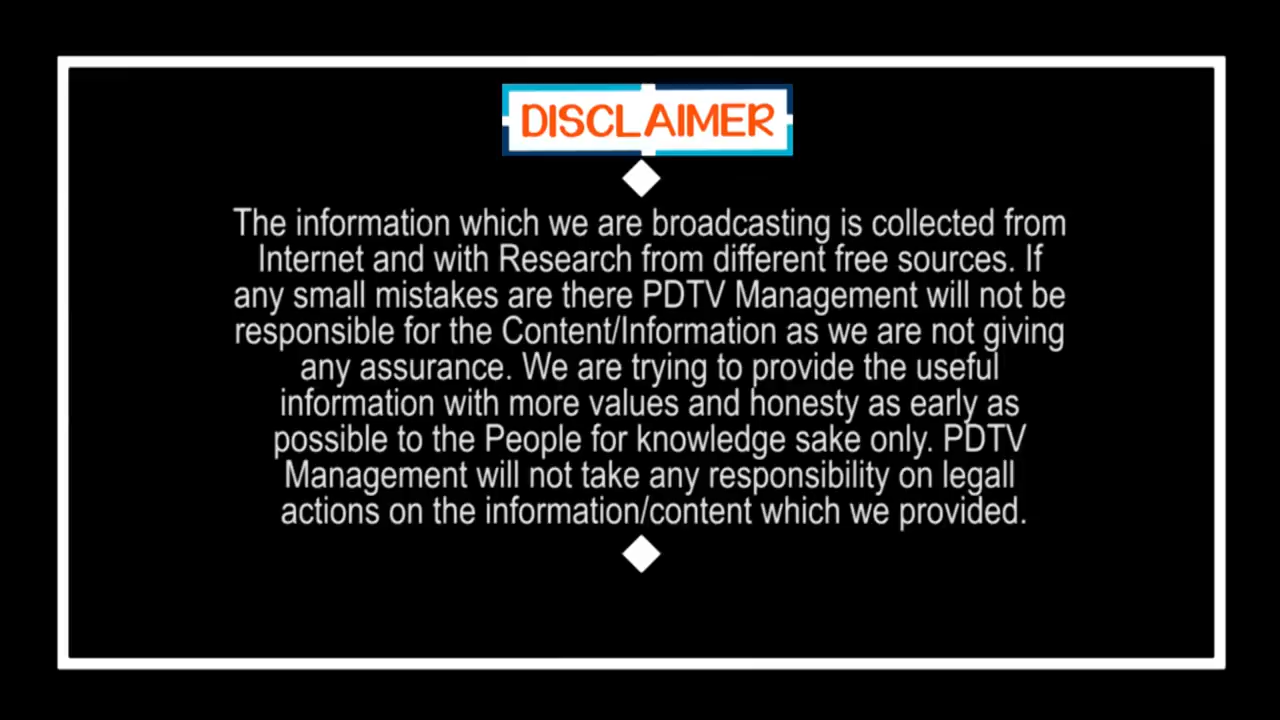 DISCLAIMER
The information which we are broadcasting is collected from
Internet and with Research from different free sources. If
any small mistakes are there PDTV Management will not be
responsible for the Content/Information as we are not giving
any assurance. We are trying to provide the useful
information with more values and honesty as early as
possible to the People for knowledge sake only. PDTV
Management will not take any responsibility on legall
actions on the information/content which we provided.